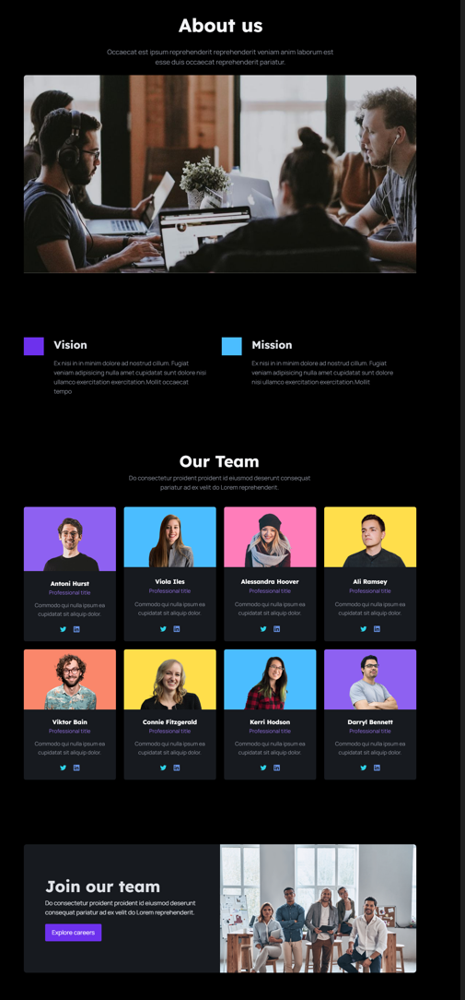 About us
Occaecat est ipsum reprehenderit reprehenderit veniam anim laborum est
esse duis occaecat reprehenderit pariatur.
Vision
Ex nisi in in minim dolore ad nostrud cillum. Fugiat
veniam adipisicing nulla amet cupidatat sunt dolore nisi
ullamco exercitation exercitation.Mollit occaecat
tempo
Mission
Ex nisi in in minim dolore ad nostrud cillum. Fugiat
veniam adipisicing nulla amet cupidatat sunt dolore
nisi ullamco exercitation exercitation.Mollit
Our Team
Do consectetur proident proident id eiusmod deserunt consequat
pariatur ad ex velit do Lorem reprehenderit.
Antoni Hurst
Professional title
Commodo qui nulla ipsum ea
cupidatat sit aliquip dolor.
Viola Iles
Professional title
Commodo qui nulla ipsum ea
cupidatat sit aliquip dolor.
Alessandra Hoover
Professional title
Commodo qui nulla ipsum ea
cupidatat sit aliquip dolor.
Ali Ramsey
Professional title
Commodo qui nulla ipsum ea
cupidatat sit aliquip dolor.
Viktor Bain
Professional title
Commodo qui nulla ipsum ea
cupidatat sit aliquip dolor.
Connie Fitzgerald
Professional title
Commodo qui nulla ipsum ea
cupidatat sit aliquip dolor.
Kerri Hodson
Professional title
Commodo qui nulla ipsum ea
cupidatat sit aliquip dolor.
Darryl Bennett
Professional title
Commodo qui nulla ipsum ea
cupidatat sit aliquip dolor.
Join our team
Do consectetur proident proident id eiusmod deserunt
consequat pariatur ad ex velit do Lorem reprehenderit.
Explore careers